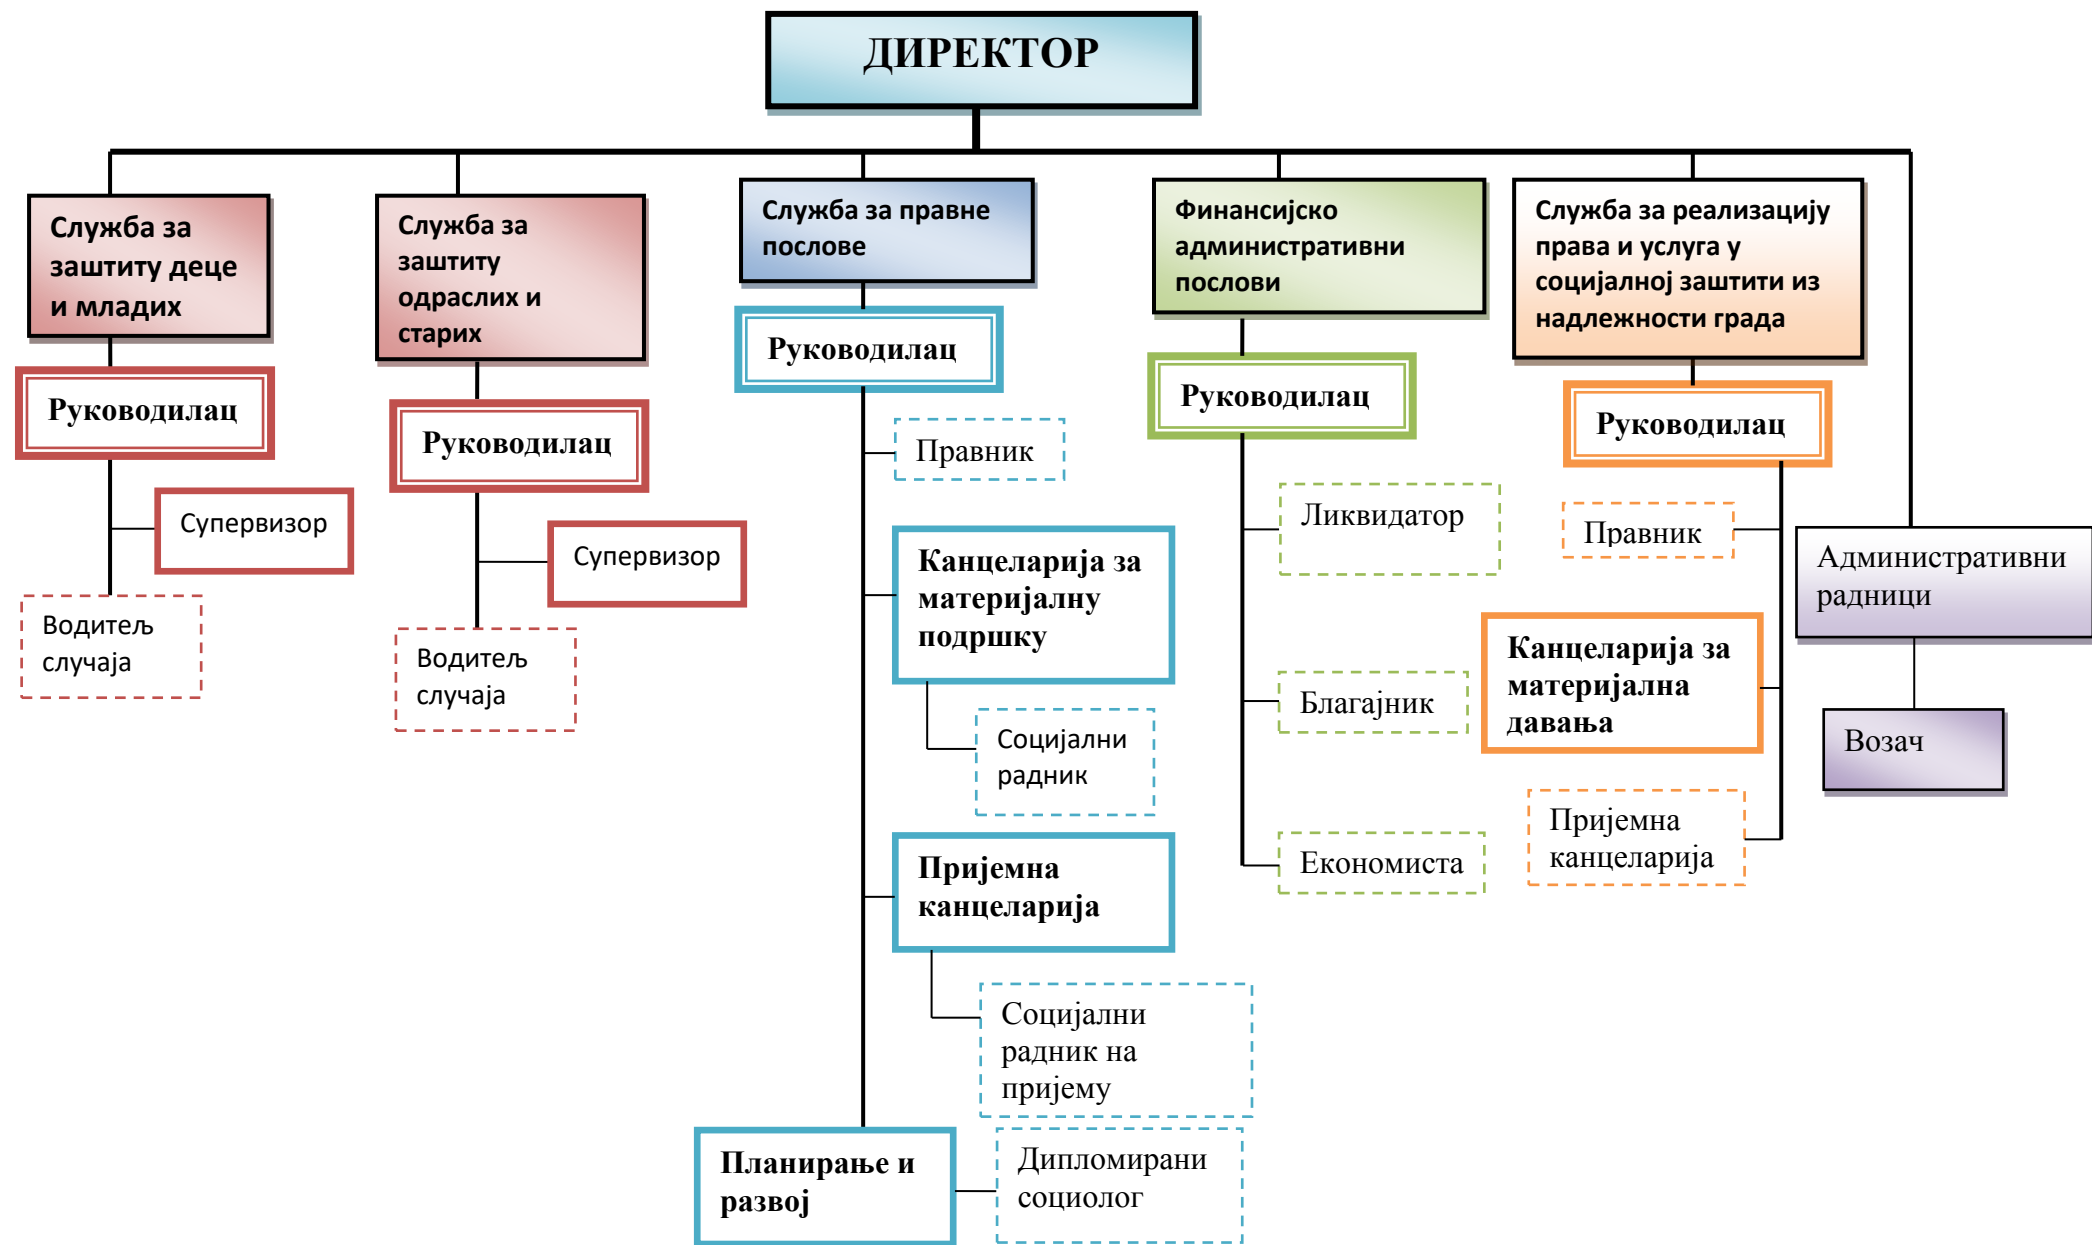 ДИРЕКТОР
Служба за
заштиту деце
и младих
Руководилац
Супервизор
Водитељ
случаја
Служба за
заштиту
одраслих и
старих
Руководилац
Супервизор
Водитељ
случаја
Служба за правне
послове
Руководилац
Правник
Канцеларија за
материјалну
подршку
Социјални
радник
Пријемна
канцеларија
Социјални
радник на
пријему
Планирање и
развој
Дипломирани
социолог
Финансијско
административни
послови
Руководилац
Ликвидатор
Благајник
Економиста
Служба за реализацију
права и услуга у
социјалној заштити из
надлежности града
Руководилац
Правник
Канцеларија за
материјална
давања
Пријемна
канцеларија
Административни
радници
Возач